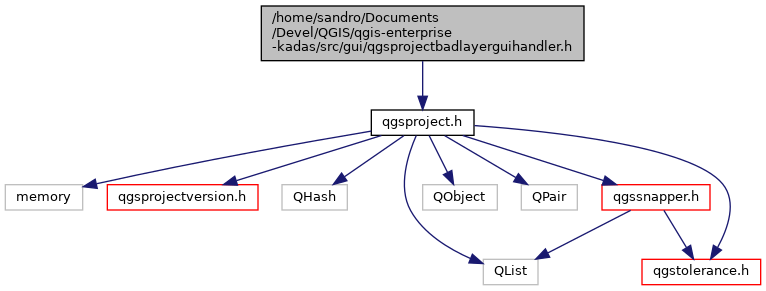 /home/sandro/Documents
/Devel/QGIS/qgis-enterprise
-kadas/src/gui/qgsprojectbadlayerguihandler.h
qgsproject.h
memory
qgsprojectversion.h
QHash
QObject
QPair
qgssnapper.h
QList
qgstolerance.h